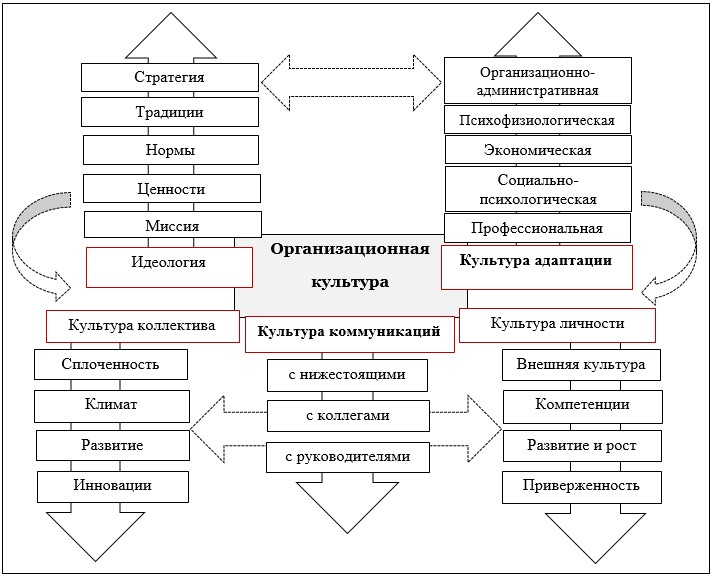 Стратегия
Традиции
Нормы
Ценности
Миссия
Идеология
Организационно-
административная
Психофизиологическая
Экономическая
Социально-
психологическая
Профессиональная
Культура адаптации
Организационная
культура
Культура коллектива
Сплоченность
Климат
Развитие
Инновации
Культура коммуникаций
с нижестоящими
с коллегами
с руководителями
Культура личности
Внешняя культура
Компетенции
Развитие и рост
Приверженность